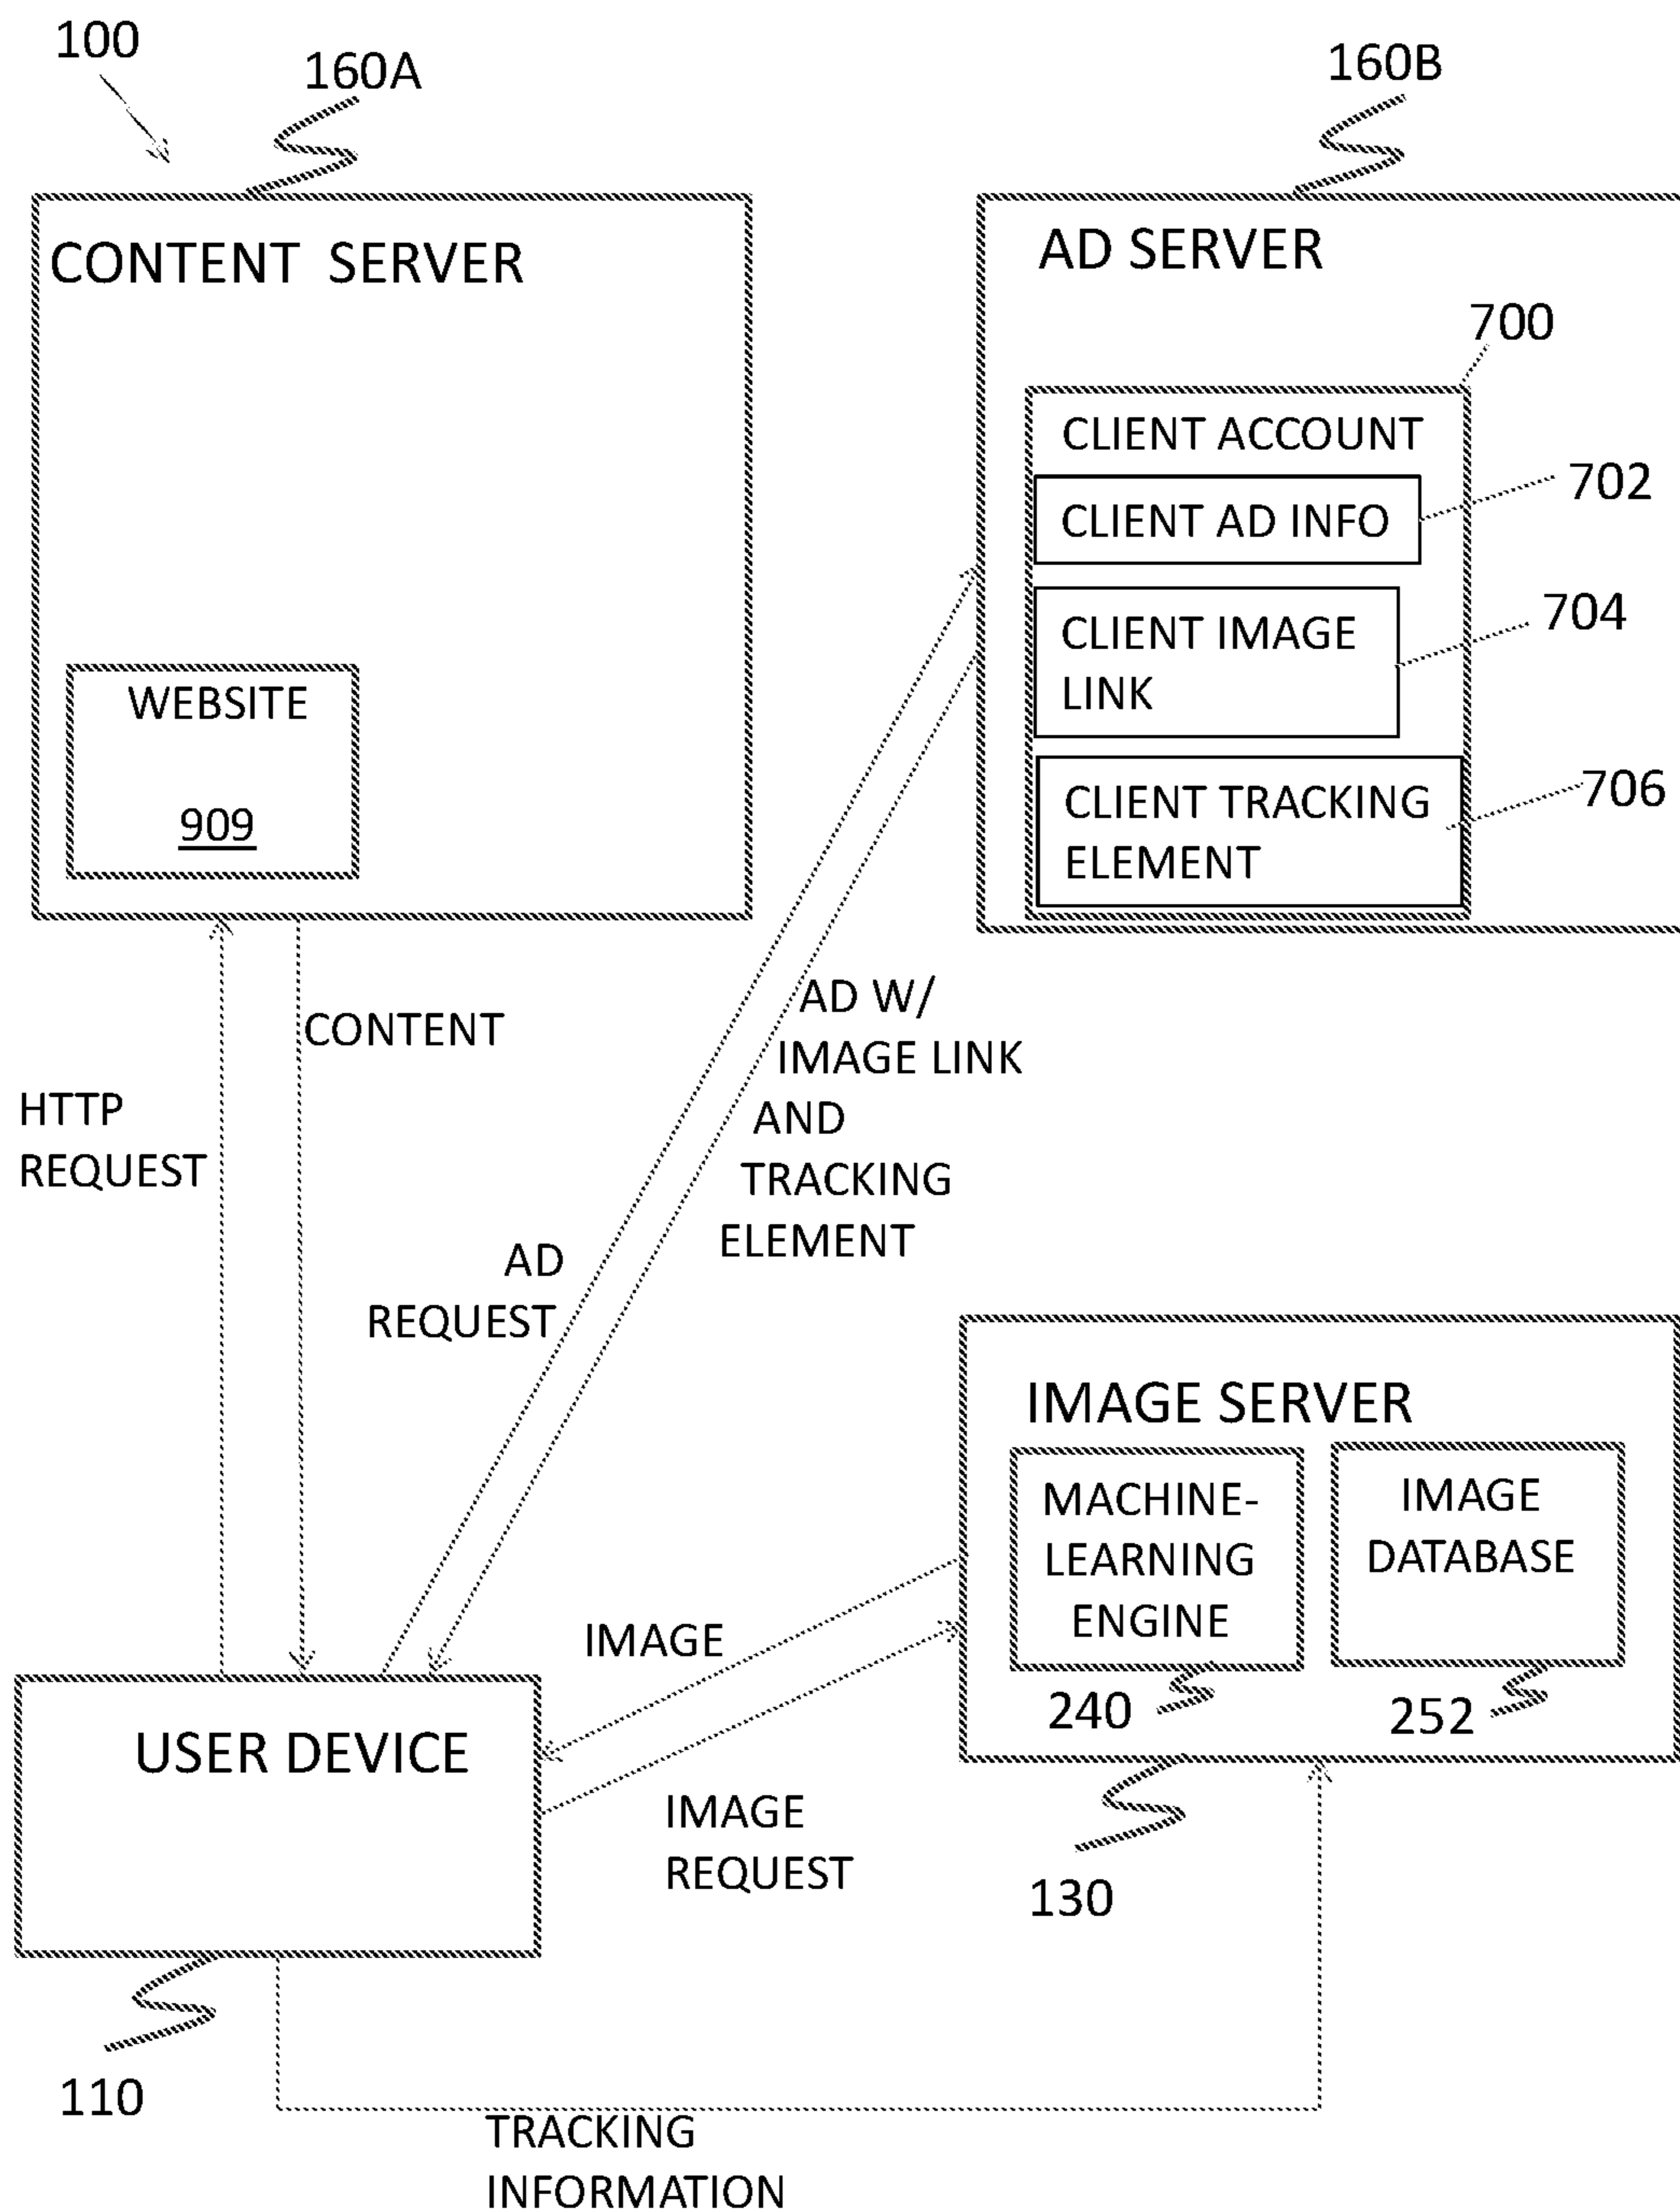 100
160A
160B
CONTENT SERVER
AD SERVER
700
CLIENT ACCOUNT
702
CLIENT AD INFO
704
CLIENT IMAGE
LINK
WEBSITE
909
706
CLIENT TRACKING
ELEMENT
CONTENT
HTTP
REQUEST
AD W/
IMAGE LINK
AND
TRACKING
ELEMENT
AD
REQUEST
IMAGE SERVER
MACHINE-
LEARNING
ENGINE
IMAGE
DATABASE
240
252
IMAGE
USER DEVICE
IMAGE
REQUEST
130
110
TRACKING
INFORMATION